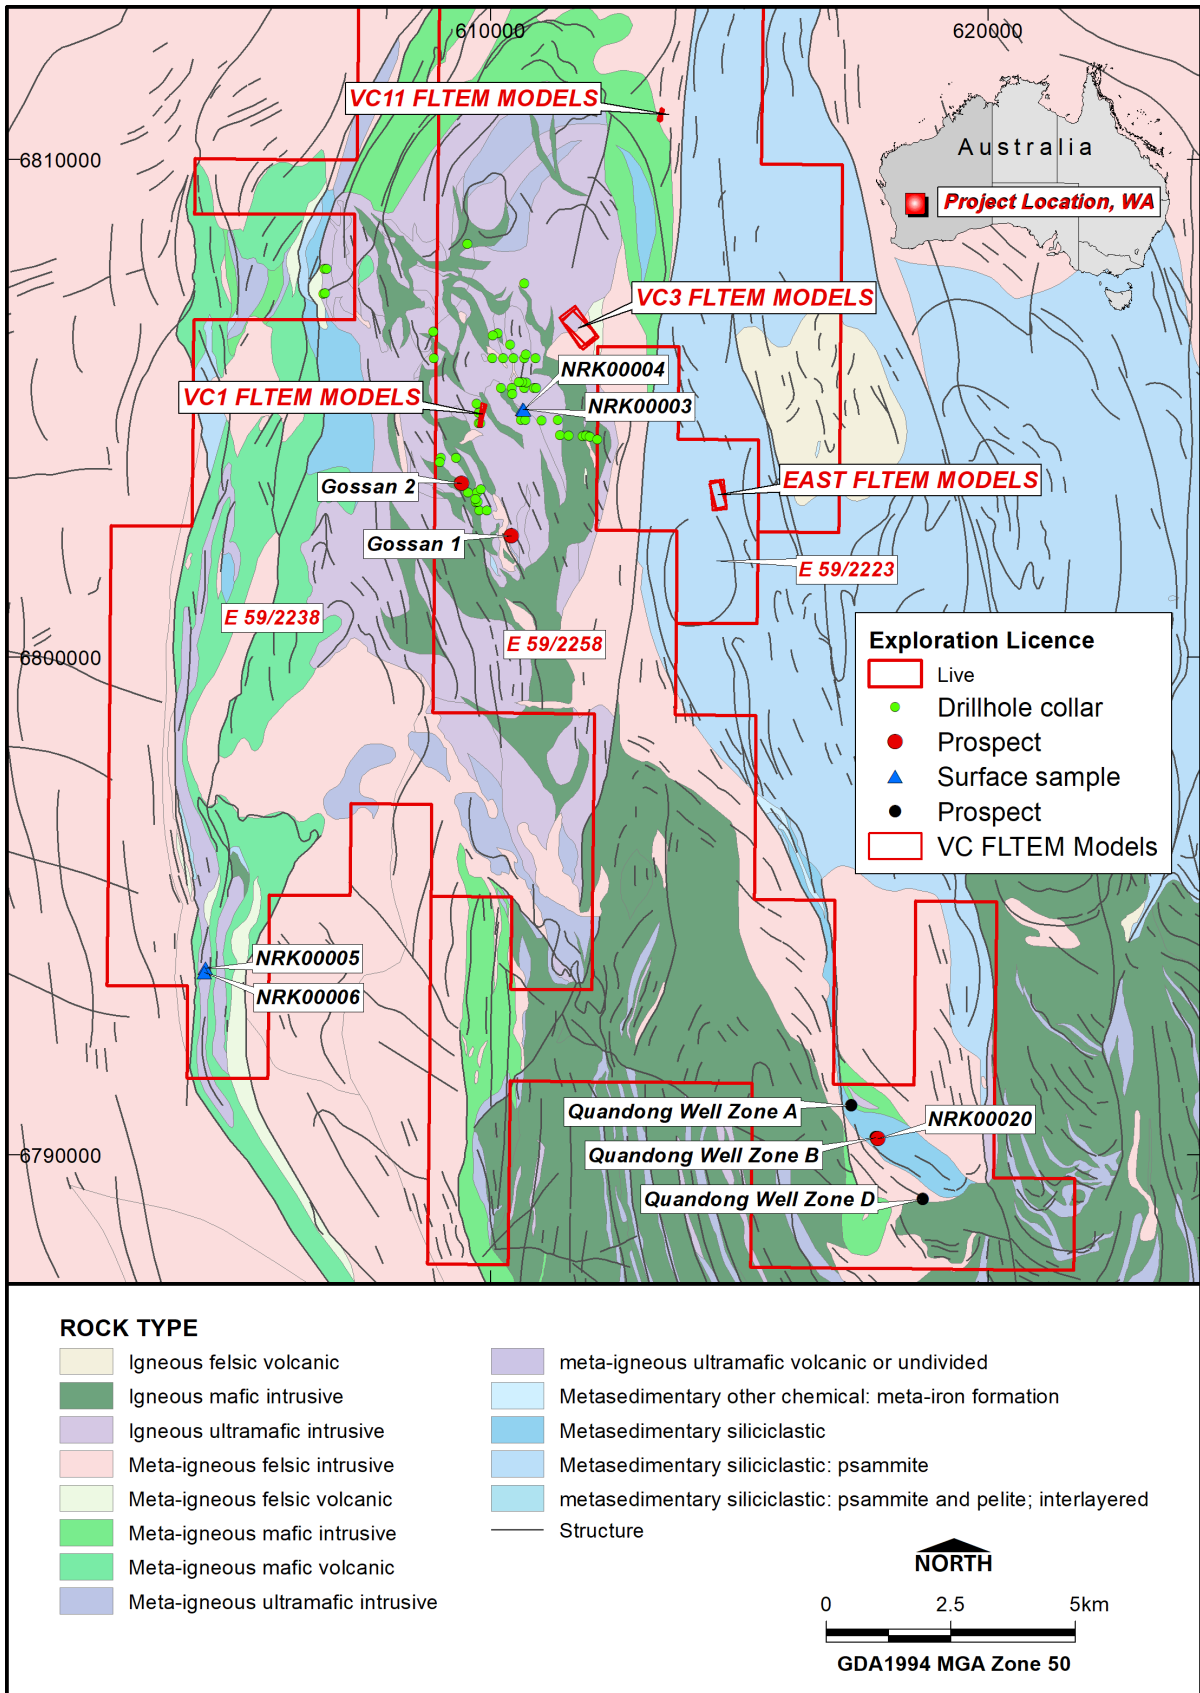 610000
620000
VC11 FLTEM MODELS
6810000
Australia
Project Location, WA
VC3 FLTEM MODELS
NRK00004
VC1 FLTEM MODELS
NRK00003
Gossan 2
EAST FLTEM MODELS
Gossan 1
E 59/2223
E 59/2238
E 59/2258
6800000
Exploration Licence
Live
Drillhole collar
Prospect
Surface sample
Prospect
VC FLTEM Models
NRK00005
NRK00006
Quandong Well Zone A
NRK00020
Quandong Well Zone B
6790000
Quandong Well Zone D
ROCK TYPE
Igneous felsic volcanic
Igneous mafic intrusive
Igneous ultramafic intrusive
Meta-igneous felsic intrusive
Meta-igneous felsic volcanic
Meta-igneous mafic intrusive
Meta-igneous mafic volcanic
Meta-igneous ultramafic intrusive
meta-igneous ultramafic volcanic or undivided
Metasedimentary other chemical: meta-iron formation
Metasedimentary siliciclastic
Metasedimentary siliciclastic: psammite
metasedimentary siliciclastic: psammite and pelite; interlayered
Structure
NORTH
0 2.5 5km
GDA1994 MGA Zone 50